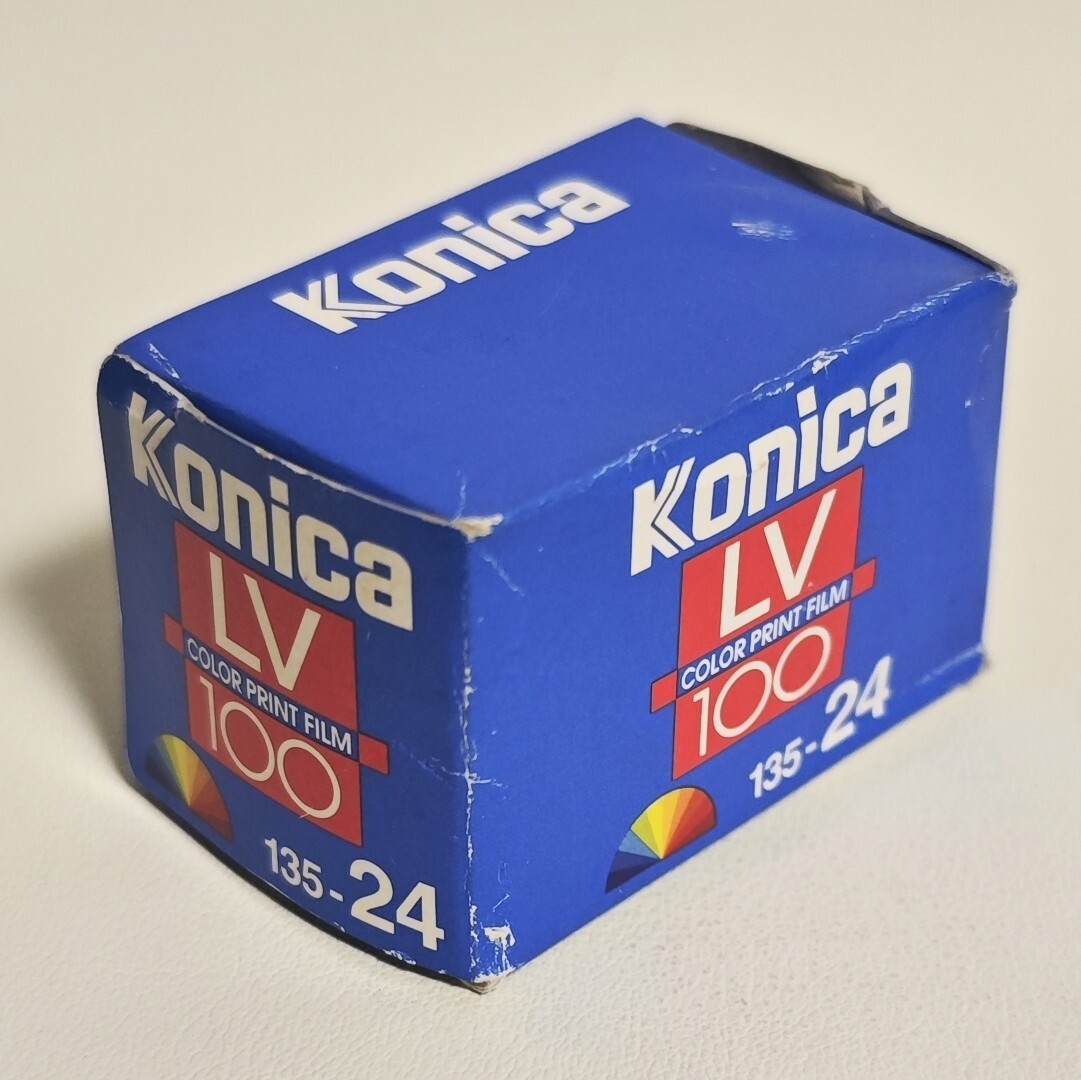 Konica
Konica
LV
COLOR PRINT FILM
100
135-24
Konica
LV
COLOR PRINT FILM
100
135-24